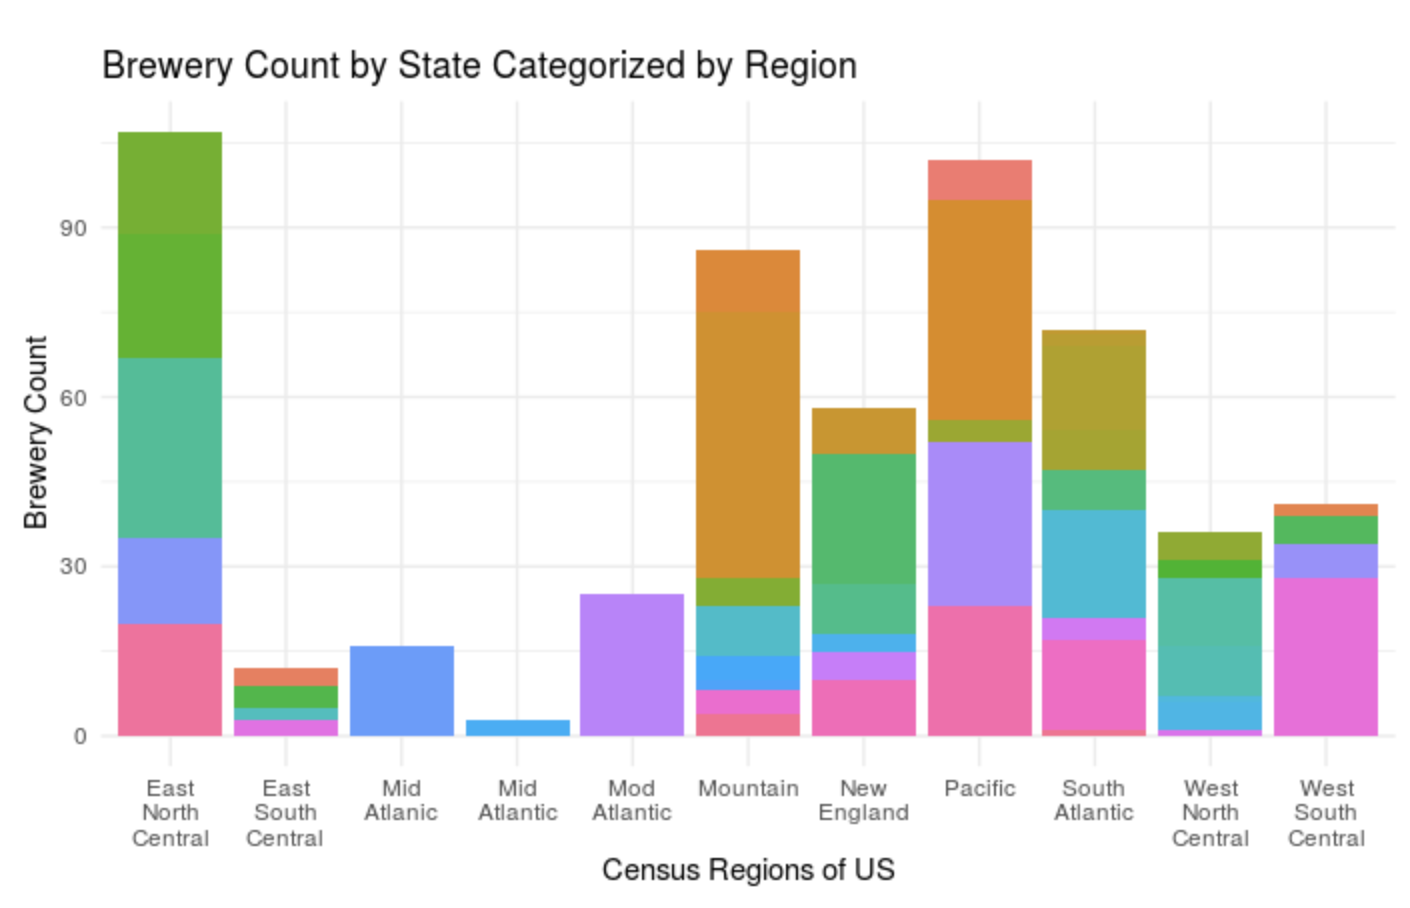 Brewery Count by State Categorized by Region
Brewery Count
90
60
30
0
East
North
Central
East
South
Central
Mid
Atlanic
Mid
Atlantic
Mod
Atlantic
Mountain
New
England
Pacific
South
Atlantic
West
North
Central
West
South
Central
Census Regions of US